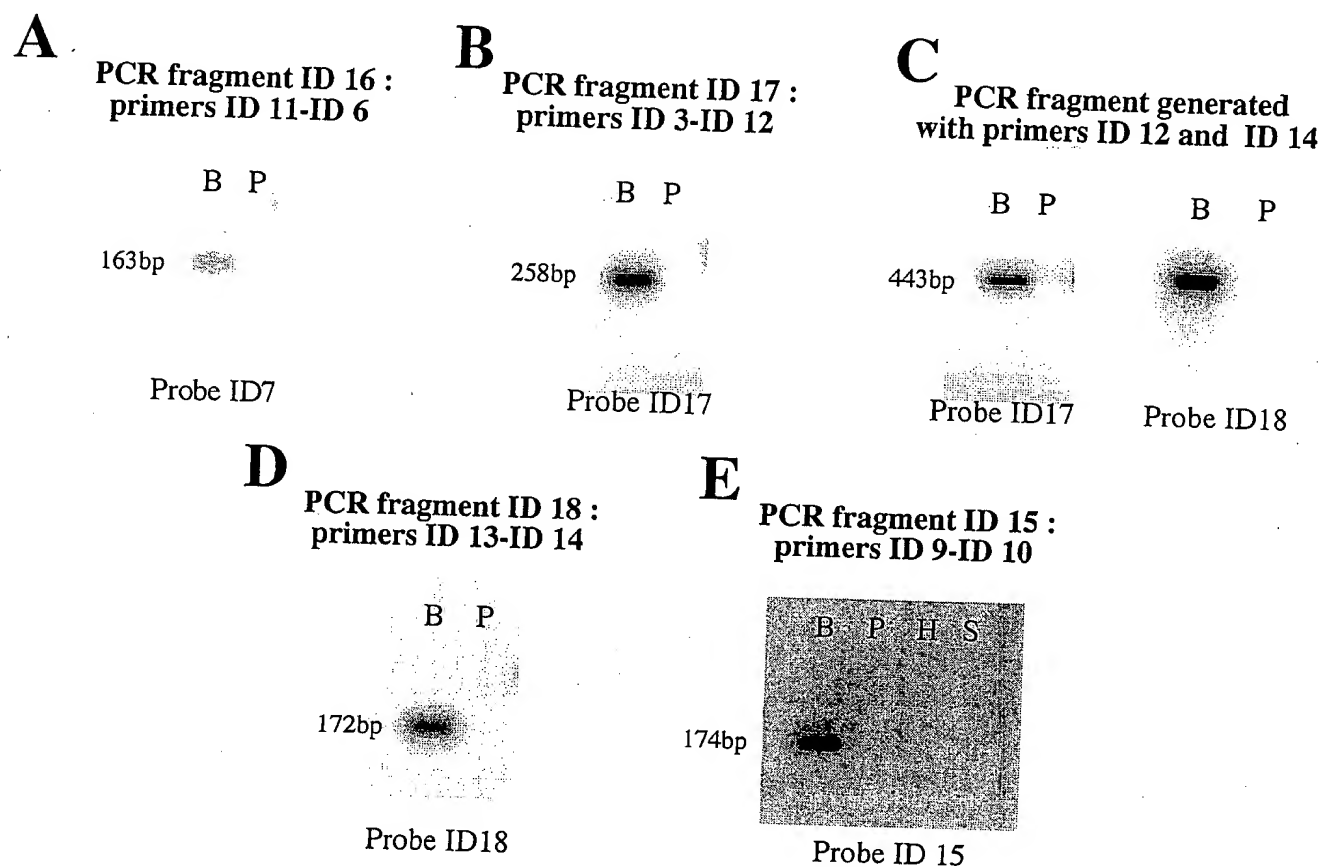 A
PCR fragment ID 16 :
primers ID 11-ID 6
B P
163bp
Probe ID7
B
PCR fragment ID 17 :
primers ID 3-ID 12
B P
258bp
Probe ID17
C
PCR fragment generated
with primers ID 12 and ID 14
B P
B P
443bp
Probe ID17
Probe ID18
D
PCR fragment ID 18 :
primers ID 13-ID 14
B P
172bp
Probe ID18
E
PCR fragment ID 15 :
primers ID 9-ID 10
B P H S
174bp
Probe ID 15